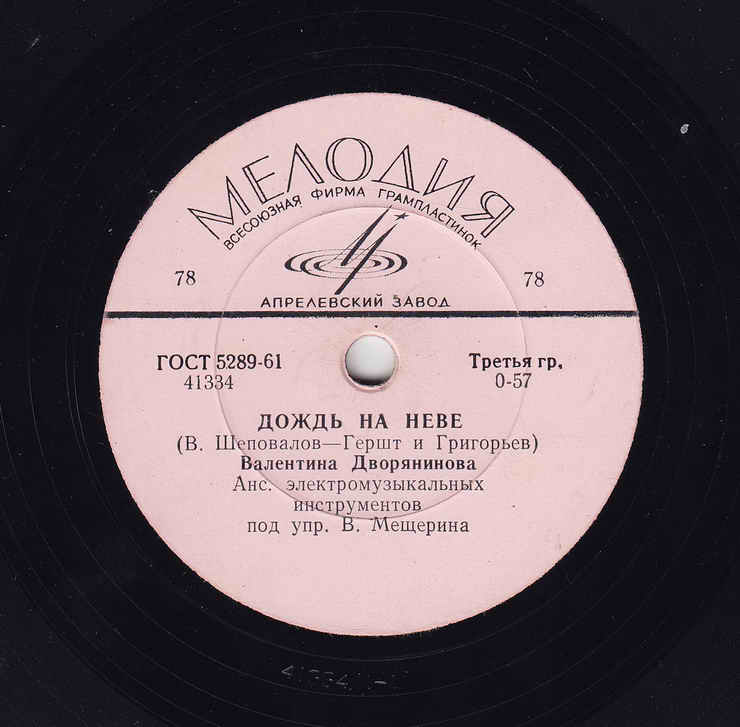 МЕЛОДИЯ
ВСЕСОЮЗНАЯ ФИРМА ГРАМПЛАСТИНОК
78 78
АПРЕЛЕВСКИЙ ЗАВОД
ГОСТ 5289-61 Третья гр.
41334 0-57
ДОЖДЬ НА НЕВЕ
(В. Шеповалов—Гершт и Григорьев)
Валентина Дворянинова
Анс. электромузыкальных
инструментов
под упр. В. Мещерина